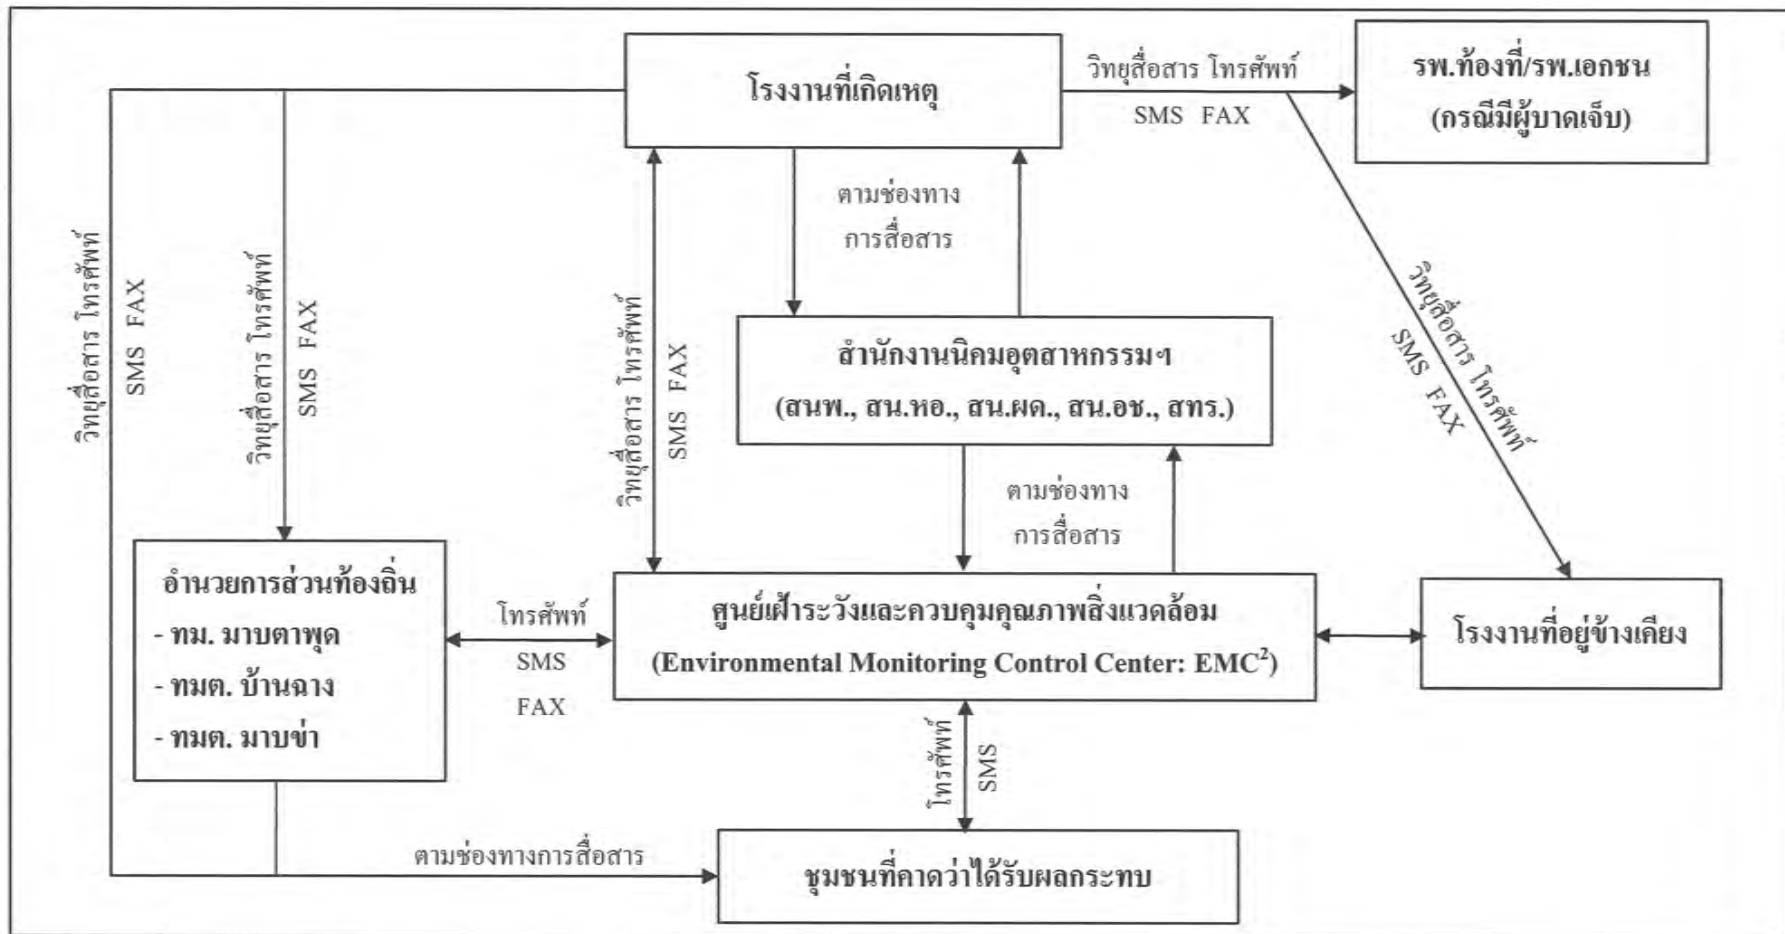 โรงงานที่เกิดเหตุ
วิทยุสื่อสาร โทรศัพท์
SMS FAX
รพ.ท้องที่/รพ.เอกชน
(กรณีมีผู้บาดเจ็บ)
วิทยุสื่อสาร โทรศัพท์
SMS FAX
วิทยุสื่อสาร โทรศัพท์
SMS FAX
วิทยุสื่อสาร โทรศัพท์
SMS FAX
ตามช่องทาง
การสื่อสาร
วิทยุสื่อสาร โทรศัพท์
SMS FAX
สำนักงานนิคมอุตสาหกรรมฯ
(สนพ., สน.หอ., สน.ผด., สน.อช., สทร.)
ตามช่องทาง
การสื่อสาร
อำนวยการส่วนท้องถิ่น
- ทม. มาบตาพุด
- ทมต. บ้านฉาง
- ทมต. มาบข่า
โทรศัพท์
SMS
FAX
ศูนย์เฝ้าระวังและควบคุมคุณภาพสิ่งแวดล้อม
(Environmental Monitoring Control Center: EMC²)
โรงงานที่อยู่ข้างเคียง
โทรศัพท์
SMS
ตามช่องทางการสื่อสาร
ชุมชนที่คาดว่าได้รับผลกระทบ